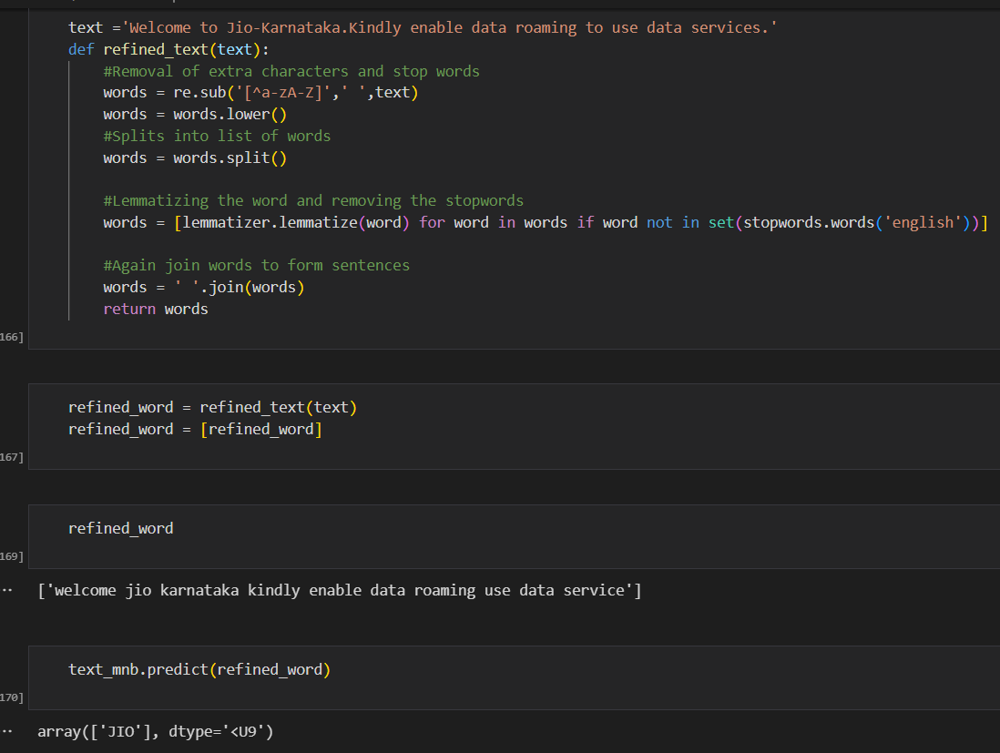 text ='Welcome to Jio-Karnataka.Kindly enable data roaming to use data services.'
def refined_text(text):
    #Removal of extra characters and stop words
    words = re.sub('[^a-zA-Z]',' ',text)
    words = words.lower()
    #Splits into list of words
    words = words.split()
    #Lemmatizing the word and removing the stopwords
    words = [lemmatizer.lemmatize(word) for word in words if word not in set(stopwords.words('english'))]
    #Again join words to form sentences
    words = ' '.join(words)
    return words
166]
refined_word = refined_text(text)
refined_word = [refined_word]
167]
refined_word
169]
['welcome jio karnataka kindly enable data roaming use data service']
text_mnb.predict(refined_word)
170]
array(['JIO'], dtype='<U9')